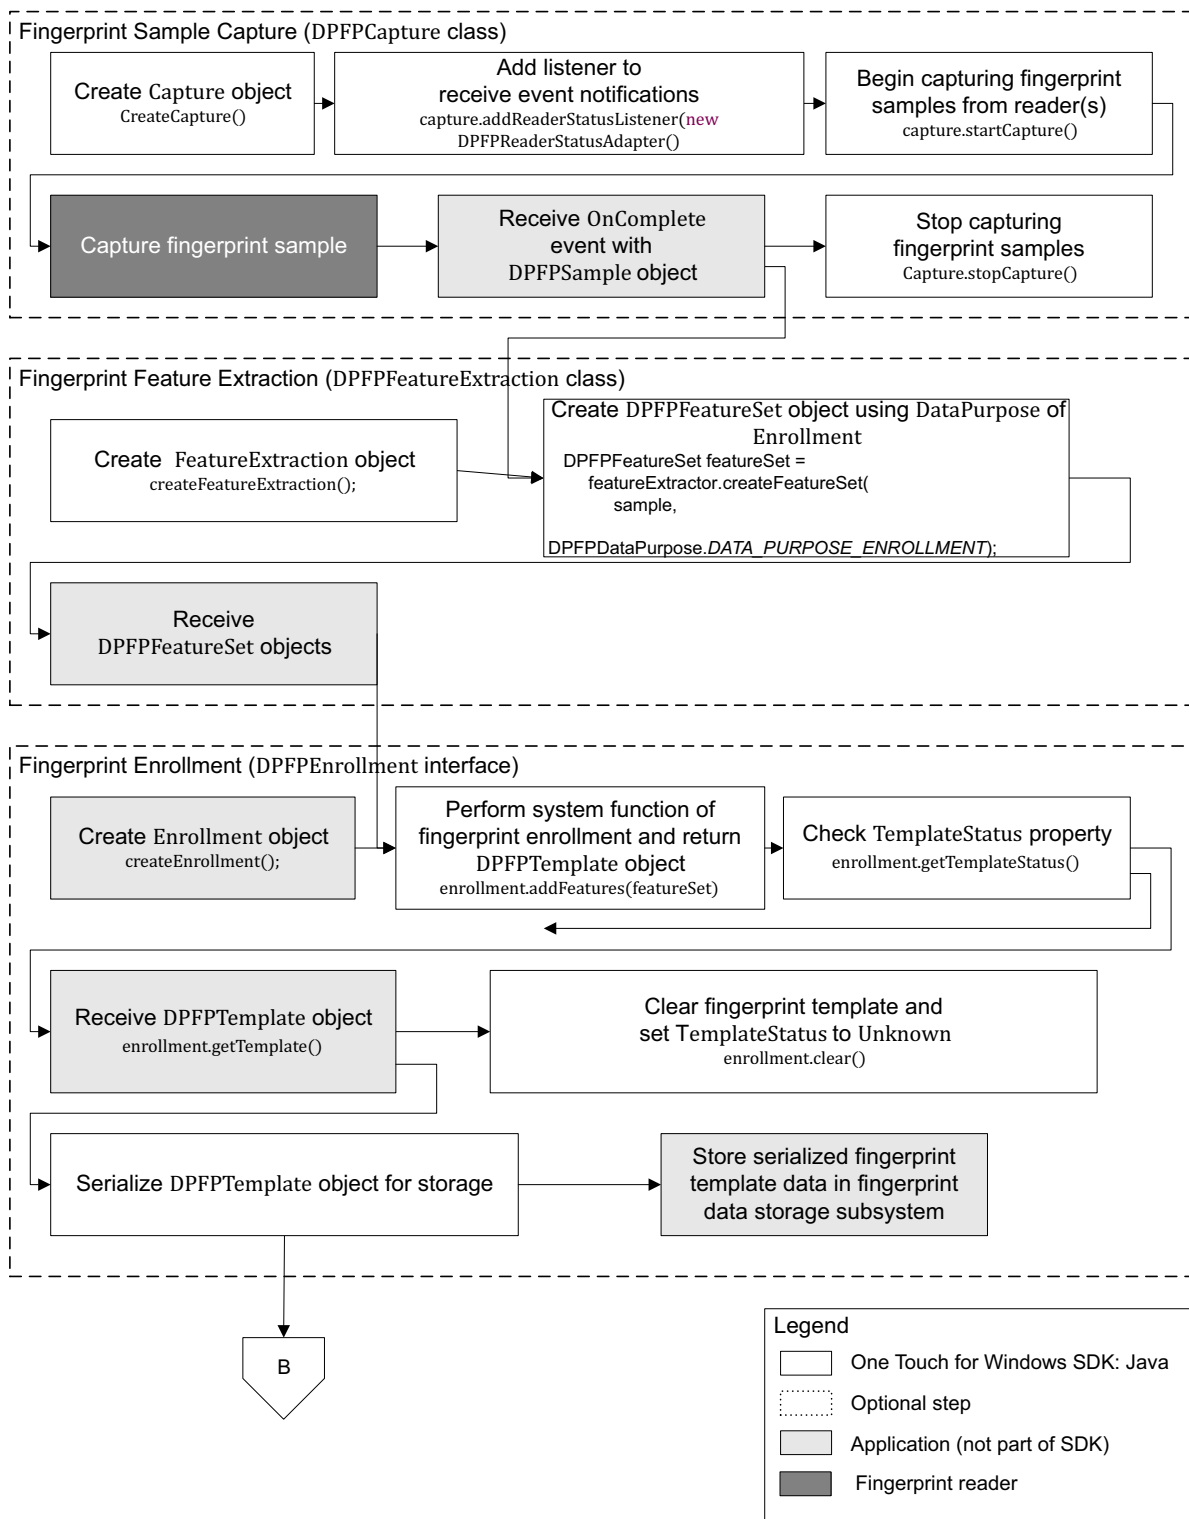 Fingerprint Sample Capture (DPFPCapture class)
Create Capture object
CreateCapture()
Add listener to
receive event notifications
capture.addReaderStatusListener(new
DPFPReaderStatusAdapter()
Begin capturing fingerprint
samples from reader(s)
capture.startCapture()
Capture fingerprint sample
Receive OnComplete
event with
DPFPSample object
Stop capturing
fingerprint samples
Capture.stopCapture()
Fingerprint Feature Extraction (DPFPFeatureExtraction class)
Create FeatureExtraction object
createFeatureExtraction();
Create DPFPFeatureSet object using DataPurpose of
Enrollment
DPFPFeatureSet featureSet =
featureExtractor.createFeatureSet(
sample,
DPFPDataPurpose.DATA_PURPOSE_ENROLLMENT);
Receive
DPFPFeatureSet objects
Fingerprint Enrollment (DPFPEnrollment interface)
Create Enrollment object
createEnrollment();
Perform system function of
fingerprint enrollment and return
DPFPTemplate object
enrollment.addFeatures(featureSet)
Check TemplateStatus property
enrollment.getTemplateStatus()
Receive DPFPTemplate object
enrollment.getTemplate()
Clear fingerprint template and
set TemplateStatus to Unknown
enrollment.clear()
Serialize DPFPTemplate object for storage
Store serialized fingerprint
template data in fingerprint
data storage subsystem
B
Legend
One Touch for Windows SDK: Java
Optional step
Application (not part of SDK)
Fingerprint reader